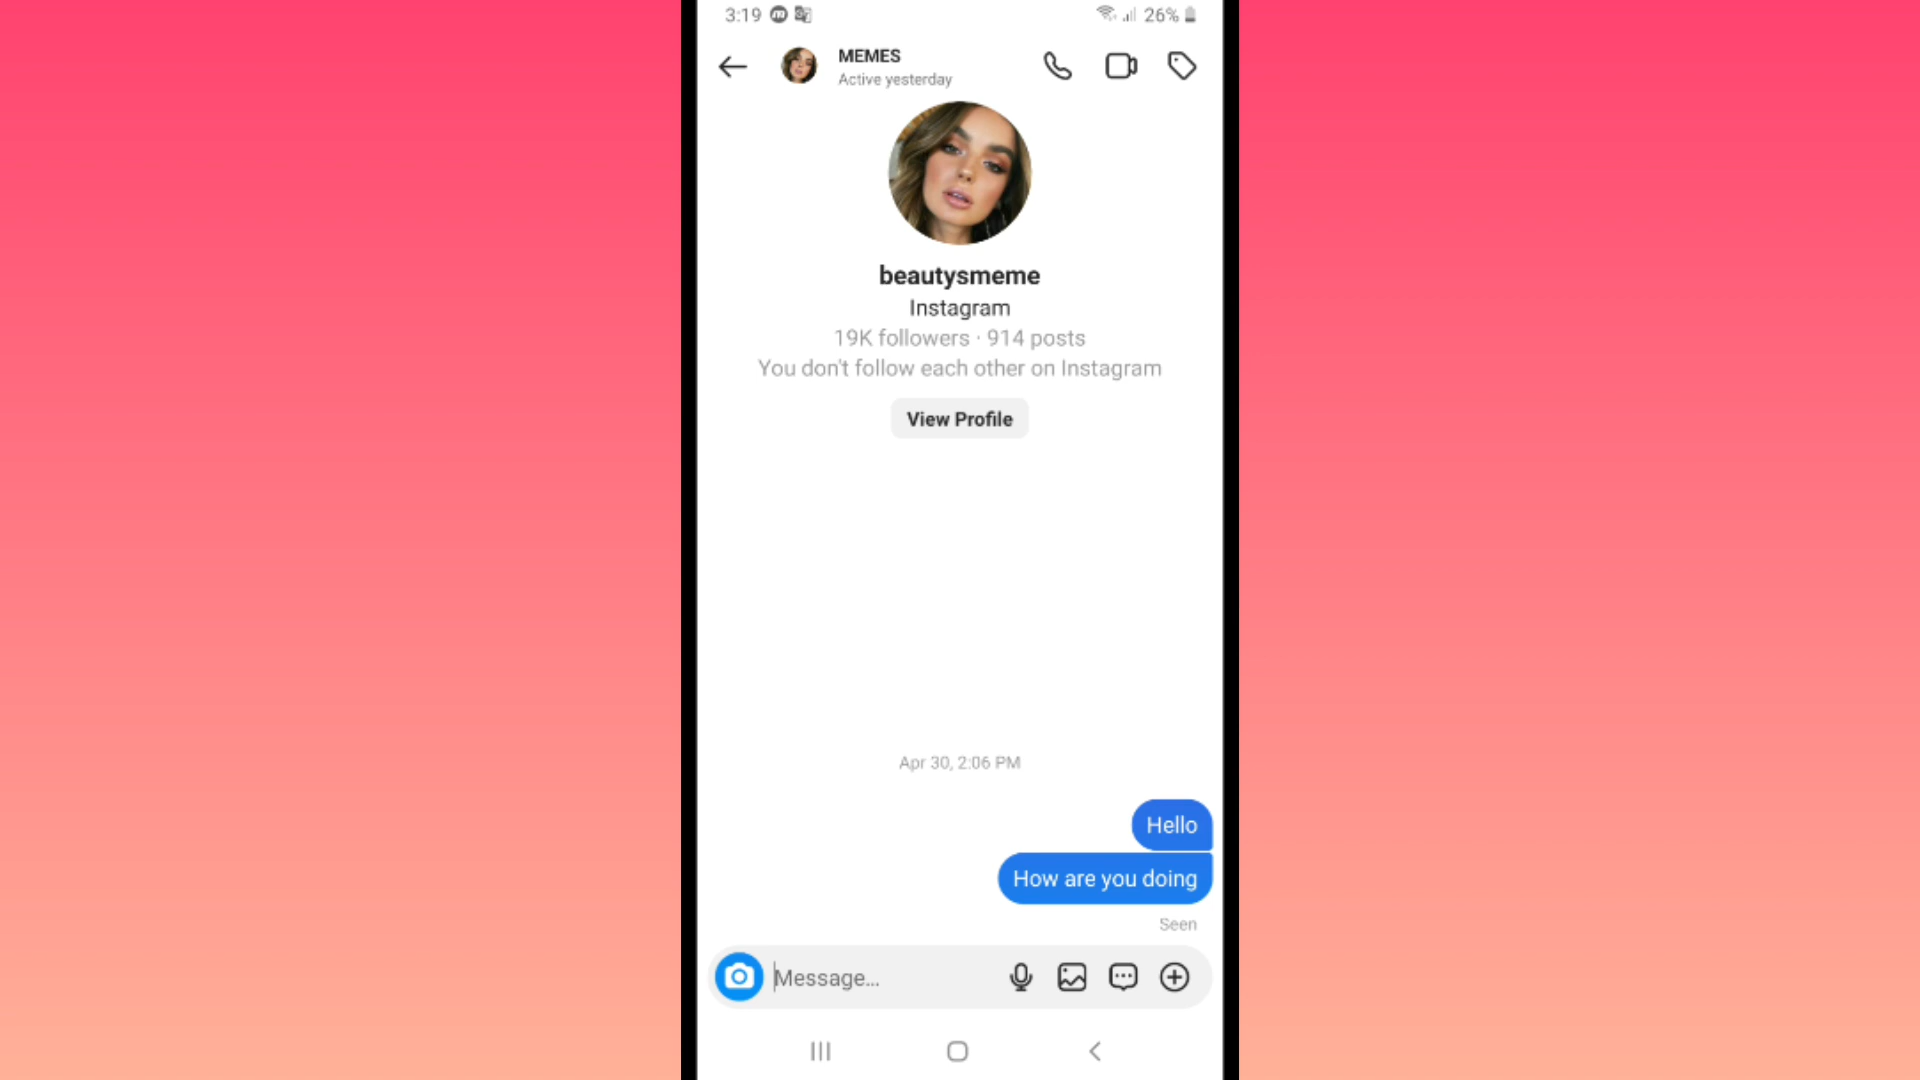 3:19 26%
MEMES
Active yesterday
beautysmeme
Instagram
19K followers · 914 posts
You don't follow each other on Instagram
View Profile
Apr 30, 2:06 PM
Hello
How are you doing
Seen
Message...